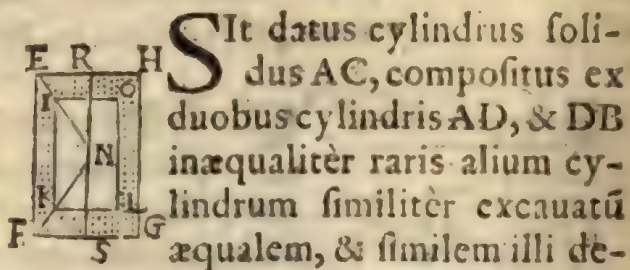 E R H
I O
N
K L
F S G
SIt datus cylindrus ſoli-
dus AC, compoſitus ex
duobus cylindris AD, & DB
inæqualitèr raris alium cy-
lindrum ſimilitèr excauatū
æqualem, & ſimilem illi de-